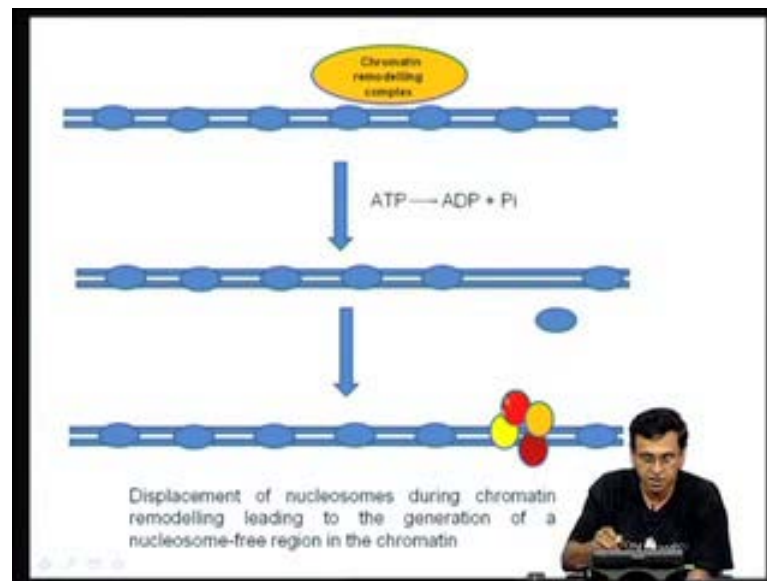 Chromatin
remodelling
complex
ATP → ADP + Pi
Displacement of nucleosomes during chromatin
remodelling leading to the generation of a
nucleosome-free region in the chromatin